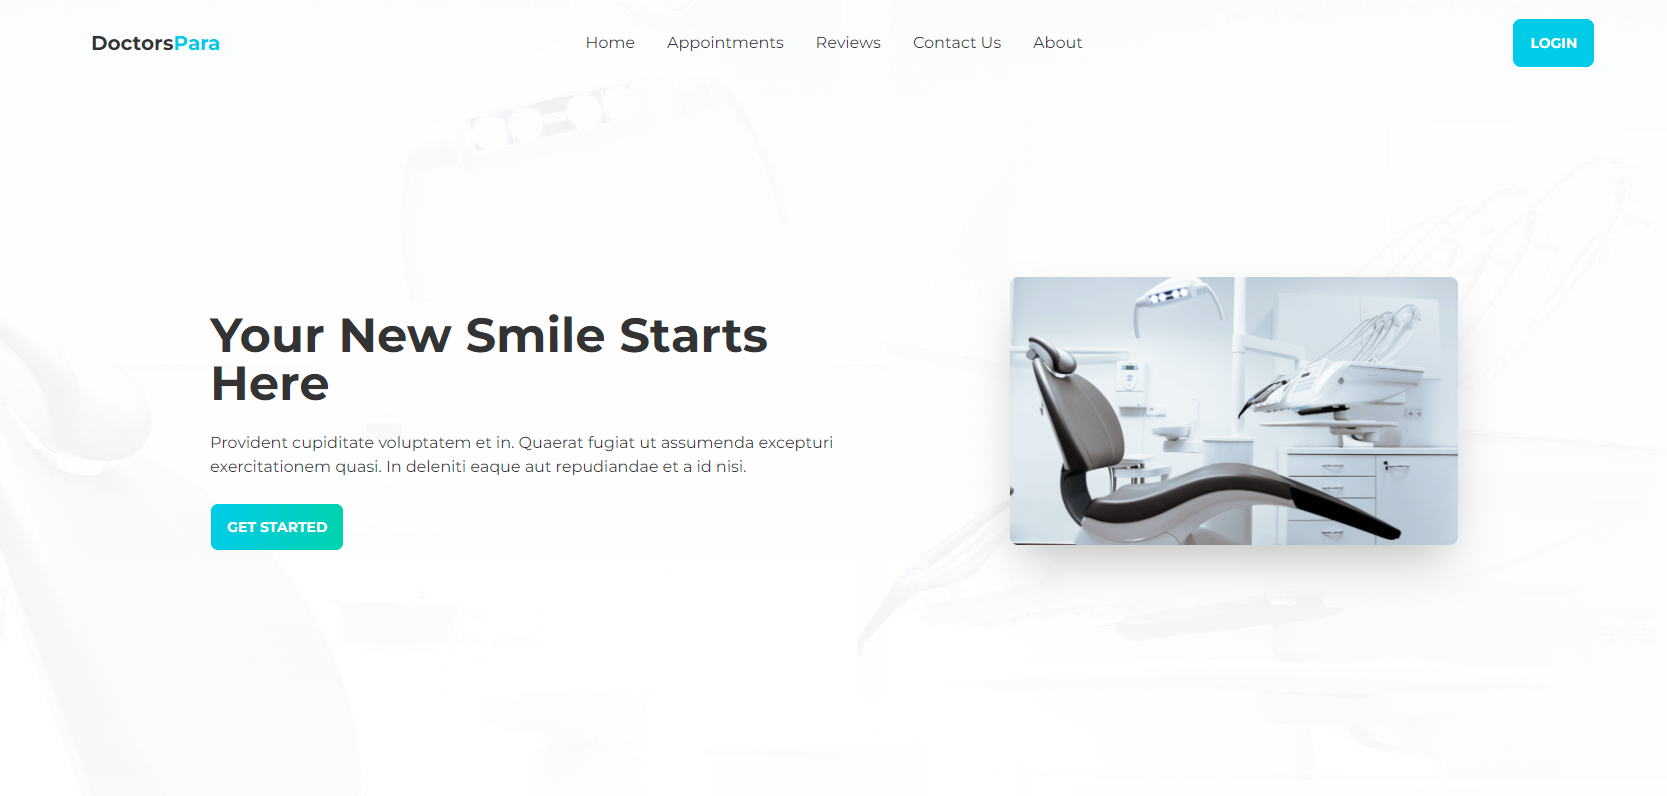 DoctorsPara
Home
Appointments
Reviews
Contact Us
About
LOGIN
Your New Smile Starts
Here
Provident cupiditate voluptatem et in. Quaerat fugiat ut assumenda excepturi
exercitationem quasi. In deleniti eaque aut repudiandae et a id nisi.
GET STARTED